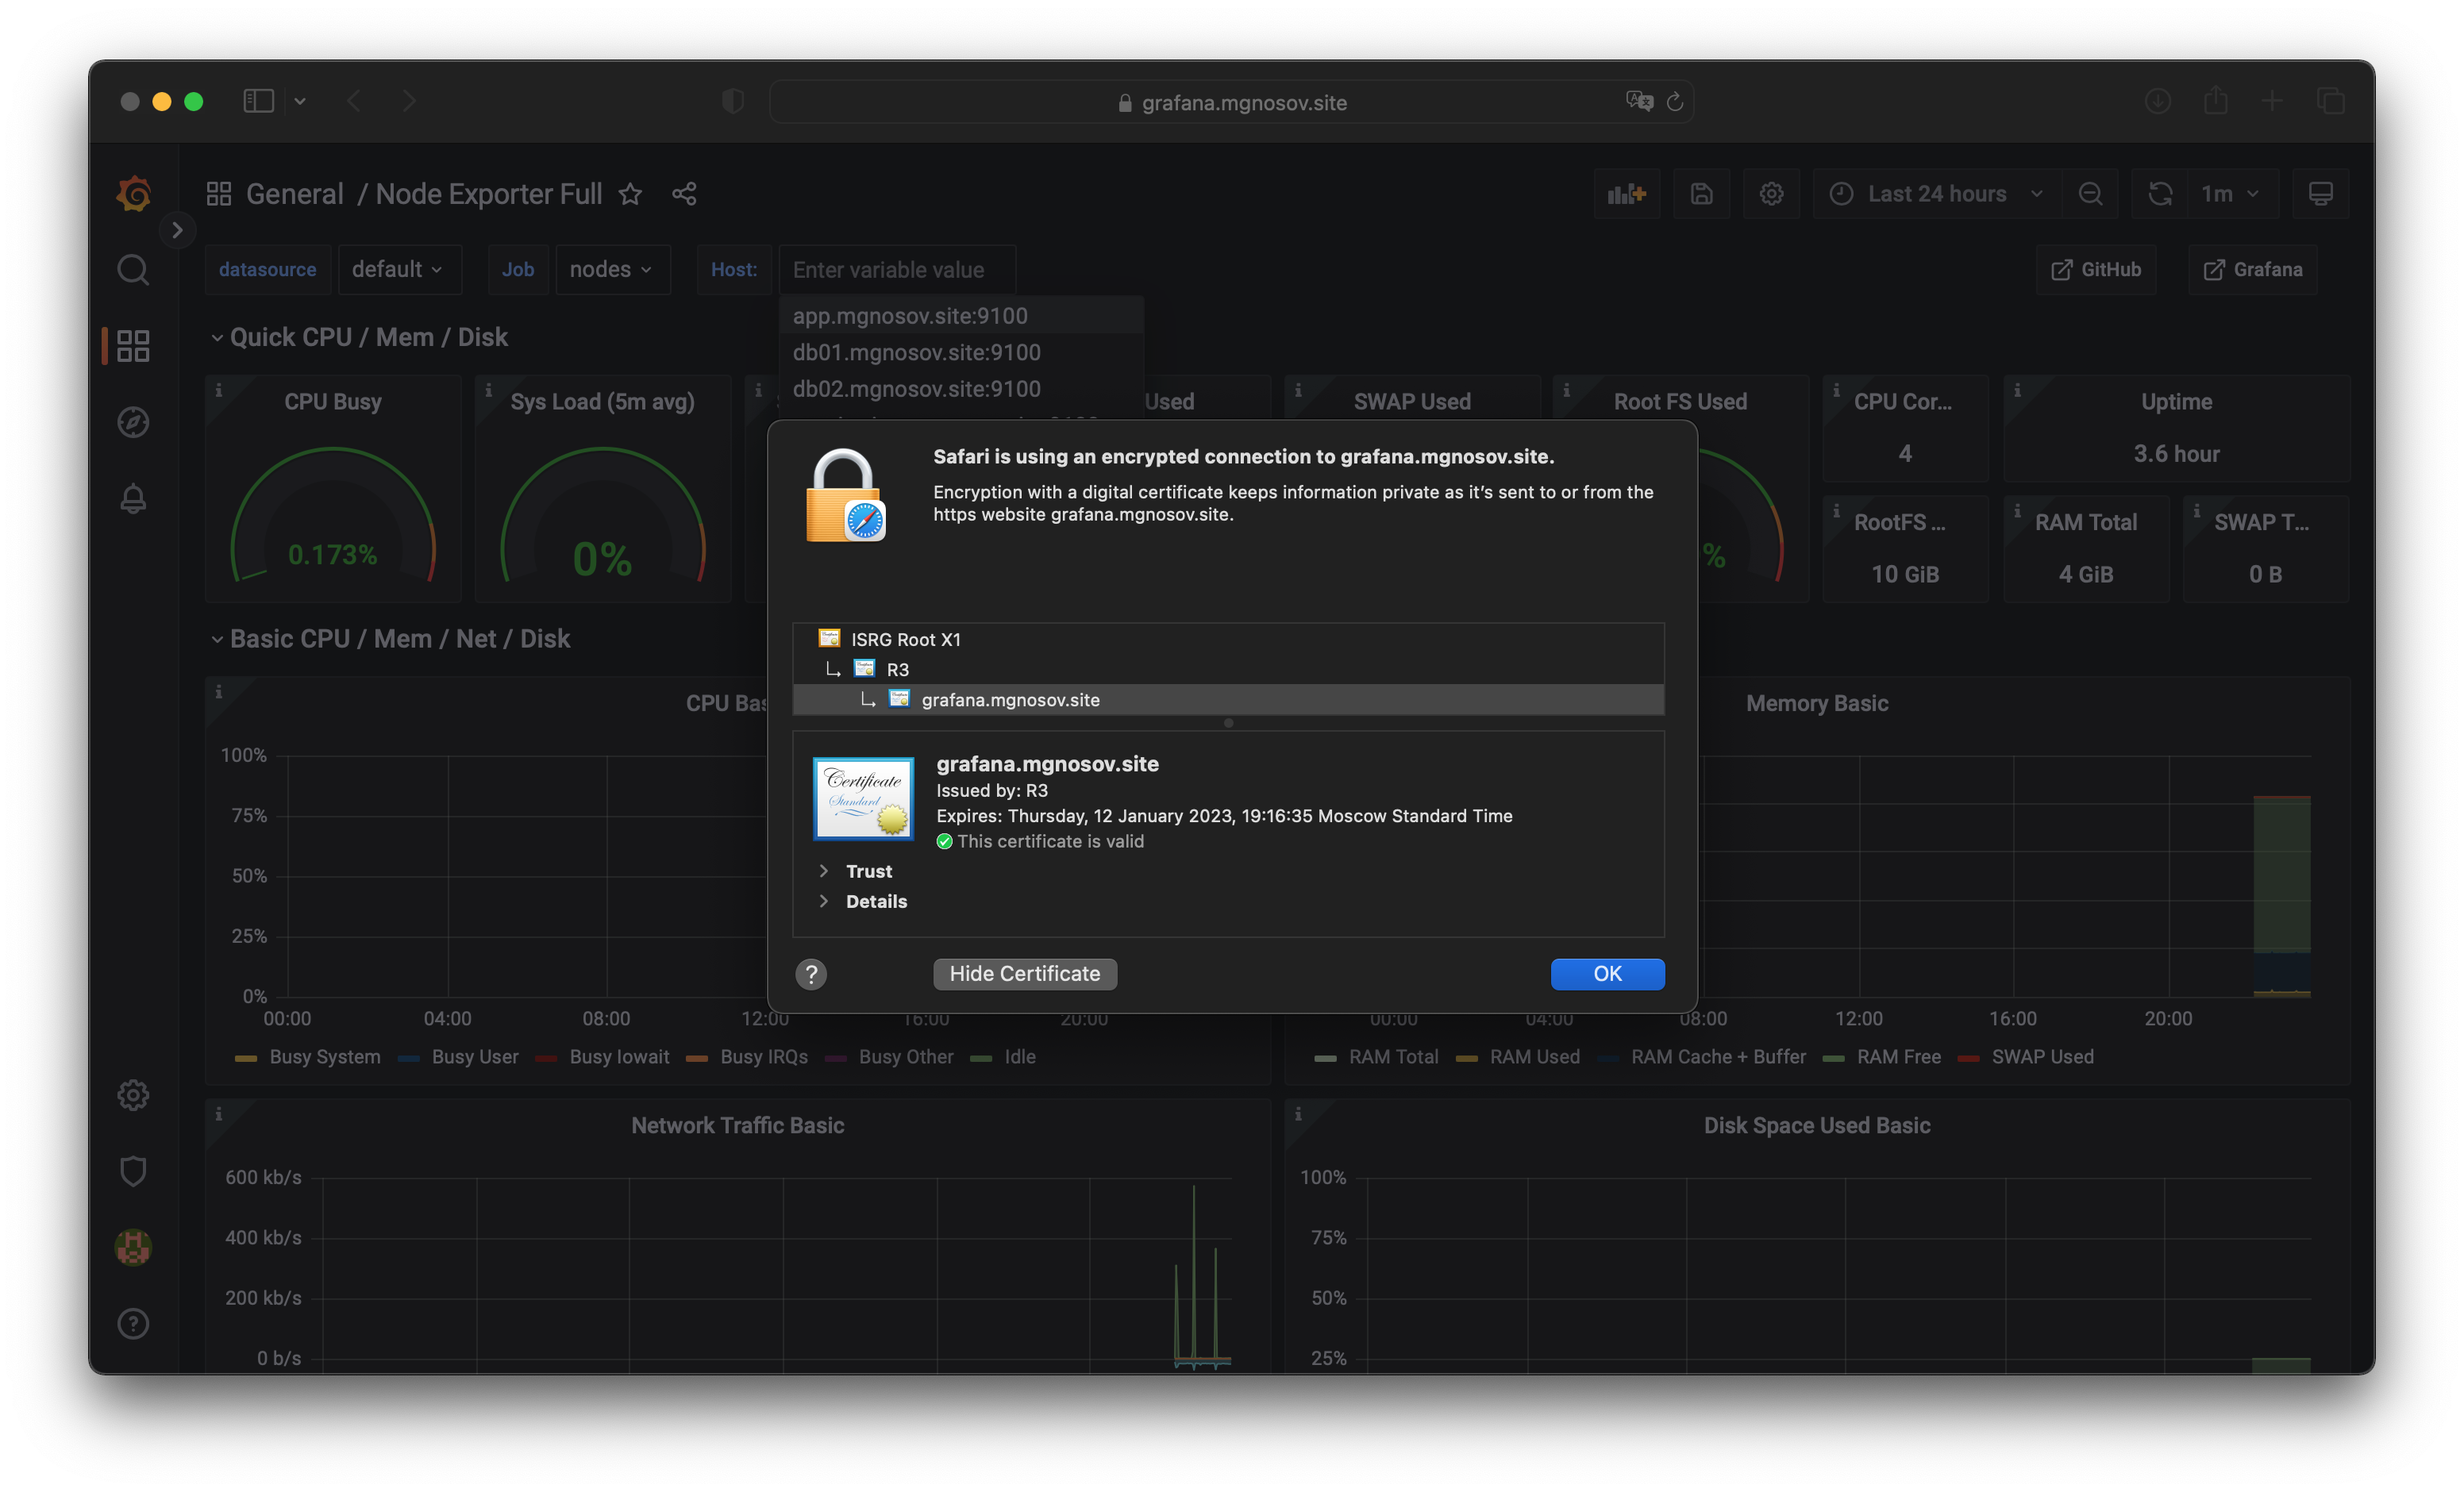 grafana.mgnosov.site
General / Node Exporter Full
Last 24 hours
1m
datasource default Job nodes Host: Enter variable value
GitHub Grafana
app.mgnosov.site:9100
db01.mgnosov.site:9100
db02.mgnosov.site:9100
Quick CPU / Mem / Disk
CPU Busy
0.173%
Sys Load (5m avg)
0%
Used
SWAP Used
Root FS Used
%
CPU Cor...
4
Uptime
3.6 hour
RootFS ...
10 GiB
RAM Total
4 GiB
SWAP T...
0 B
Safari is using an encrypted connection to grafana.mgnosov.site.
Encryption with a digital certificate keeps information private as it’s sent to or from the
https website grafana.mgnosov.site.
ISRG Root X1
R3
grafana.mgnosov.site
Certificate
Standard
grafana.mgnosov.site
Issued by: R3
Expires: Thursday, 12 January 2023, 19:16:35 Moscow Standard Time
This certificate is valid
Trust
Details
?
Hide Certificate
OK
Basic CPU / Mem / Net / Disk
CPU Bas
100%
75%
50%
25%
0%
00:00 04:00 08:00 12:00 16:00 20:00
Busy System Busy User Busy Iowait Busy IRQs Busy Other Idle
Memory Basic
00:00 04:00 08:00 12:00 16:00 20:00
RAM Total RAM Used RAM Cache + Buffer RAM Free SWAP Used
Network Traffic Basic
600 kb/s
400 kb/s
200 kb/s
0 b/s
Disk Space Used Basic
100%
75%
50%
25%